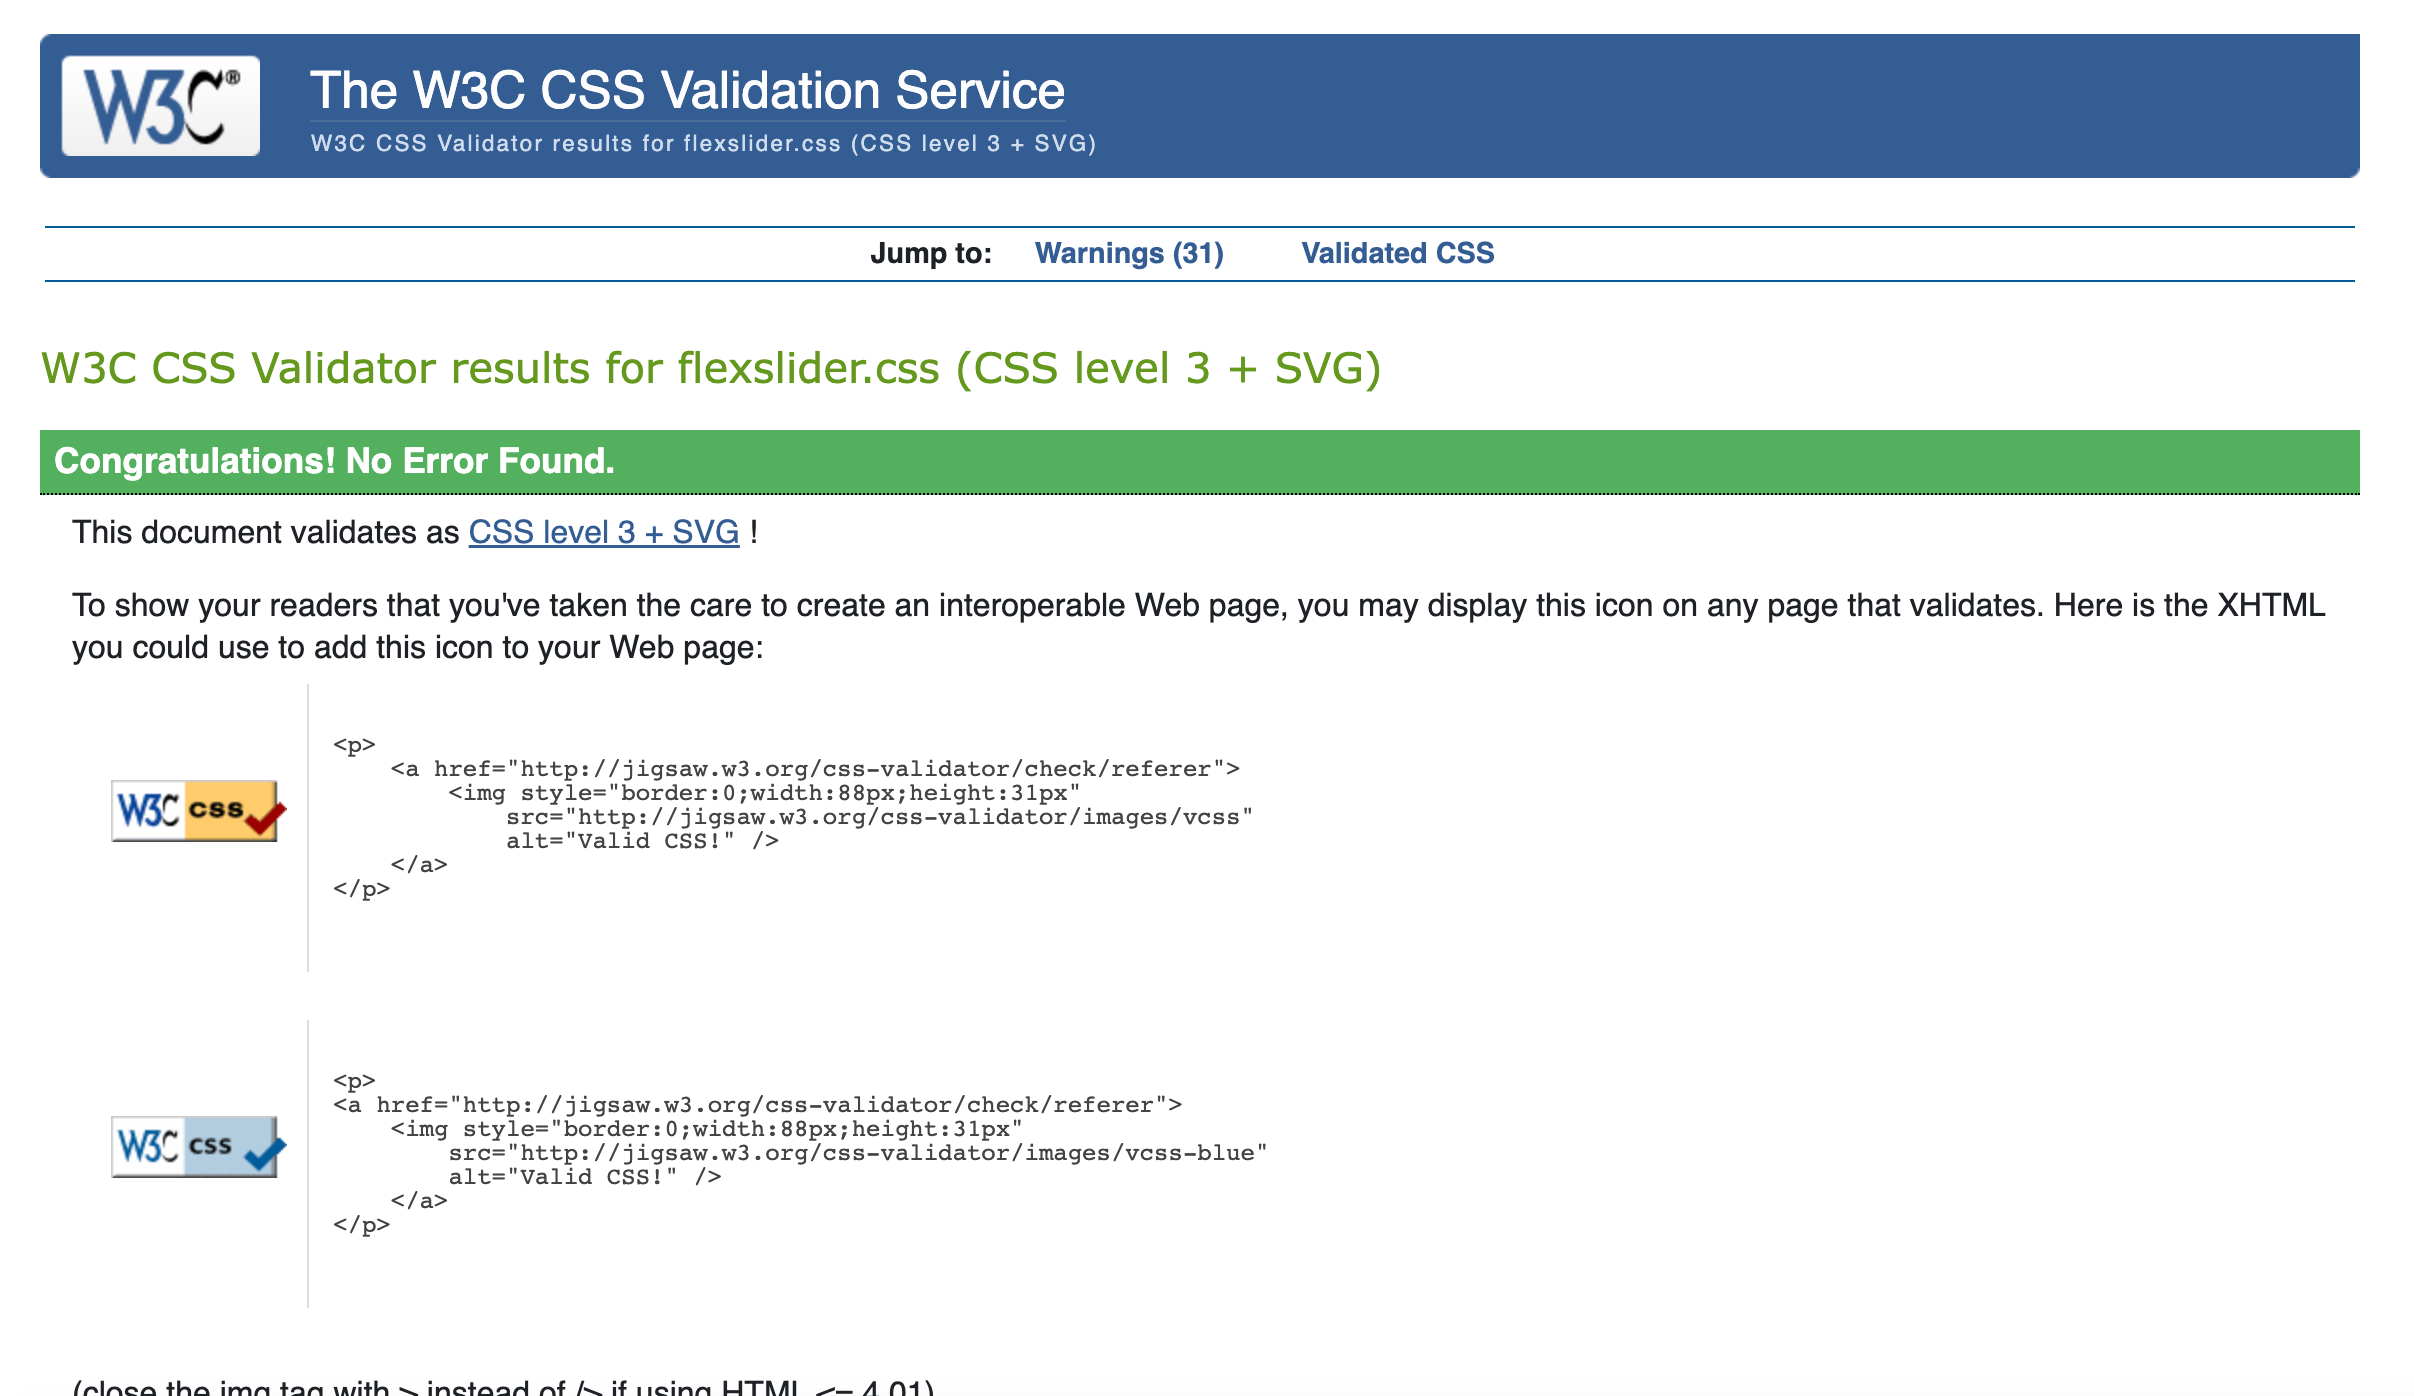 W3C®
The W3C CSS Validation Service
W3C CSS Validator results for flexslider.css (CSS level 3 + SVG)
Jump to: Warnings (31) Validated CSS
W3C CSS Validator results for flexslider.css (CSS level 3 + SVG)
Congratulations! No Error Found.
This document validates as CSS level 3 + SVG !
To show your readers that you've taken the care to create an interoperable Web page, you may display this icon on any page that validates. Here is the XHTML
you could use to add this icon to your Web page:
W3C css
<p>
    <a href="http://jigsaw.w3.org/css-validator/check/referer">
        <img style="border:0;width:88px;height:31px"
            src="http://jigsaw.w3.org/css-validator/images/vcss"
            alt="Valid CSS!" />
    </a>
</p>
W3C css
<p>
<a href="http://jigsaw.w3.org/css-validator/check/referer">
    <img style="border:0;width:88px;height:31px"
        src="http://jigsaw.w3.org/css-validator/images/vcss-blue"
        alt="Valid CSS!" />
    </a>
</p>
(close the img tag with > instead of /> if using HTML <= 4.01)